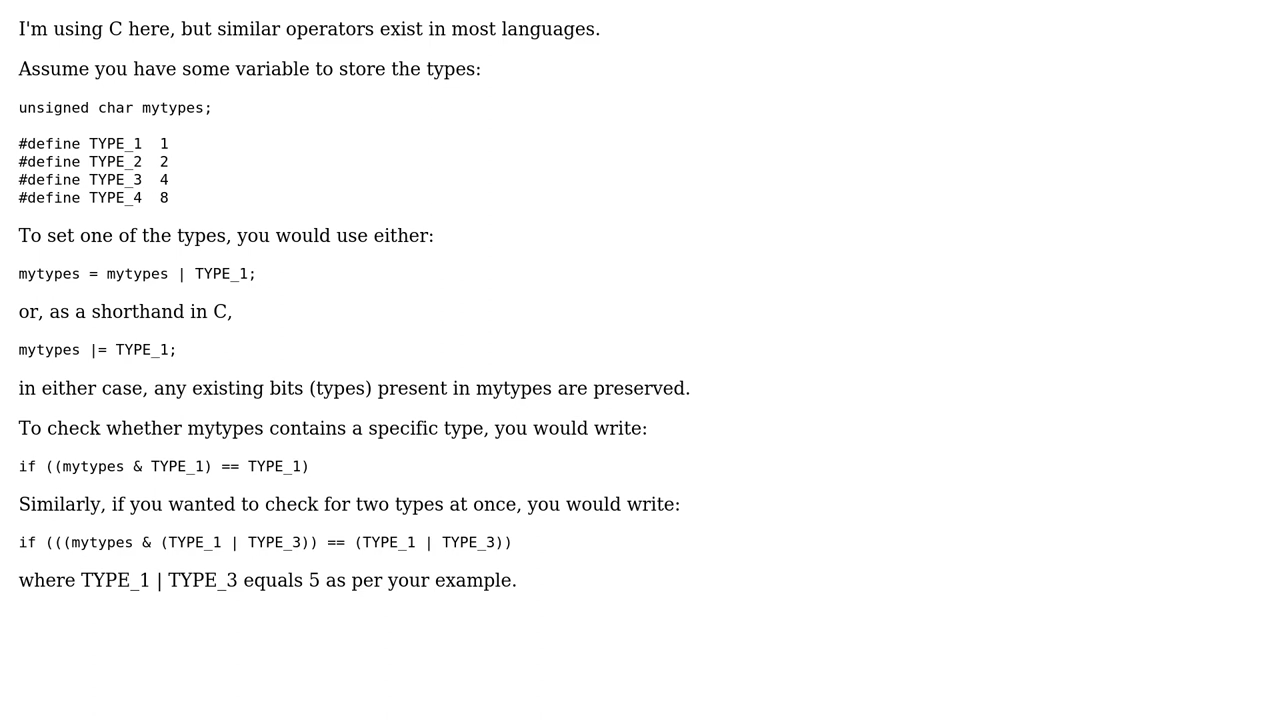 I'm using C here, but similar operators exist in most languages.
Assume you have some variable to store the types:
unsigned char mytypes;
#define TYPE_1  1
#define TYPE_2  2
#define TYPE_3  4
#define TYPE_4  8
To set one of the types, you would use either:
mytypes = mytypes | TYPE_1;
or, as a shorthand in C,
mytypes |= TYPE_1;
in either case, any existing bits (types) present in mytypes are preserved.
To check whether mytypes contains a specific type, you would write:
if ((mytypes & TYPE_1) == TYPE_1)
Similarly, if you wanted to check for two types at once, you would write:
if (((mytypes & (TYPE_1 | TYPE_3)) == (TYPE_1 | TYPE_3))
where TYPE_1 | TYPE_3 equals 5 as per your example.